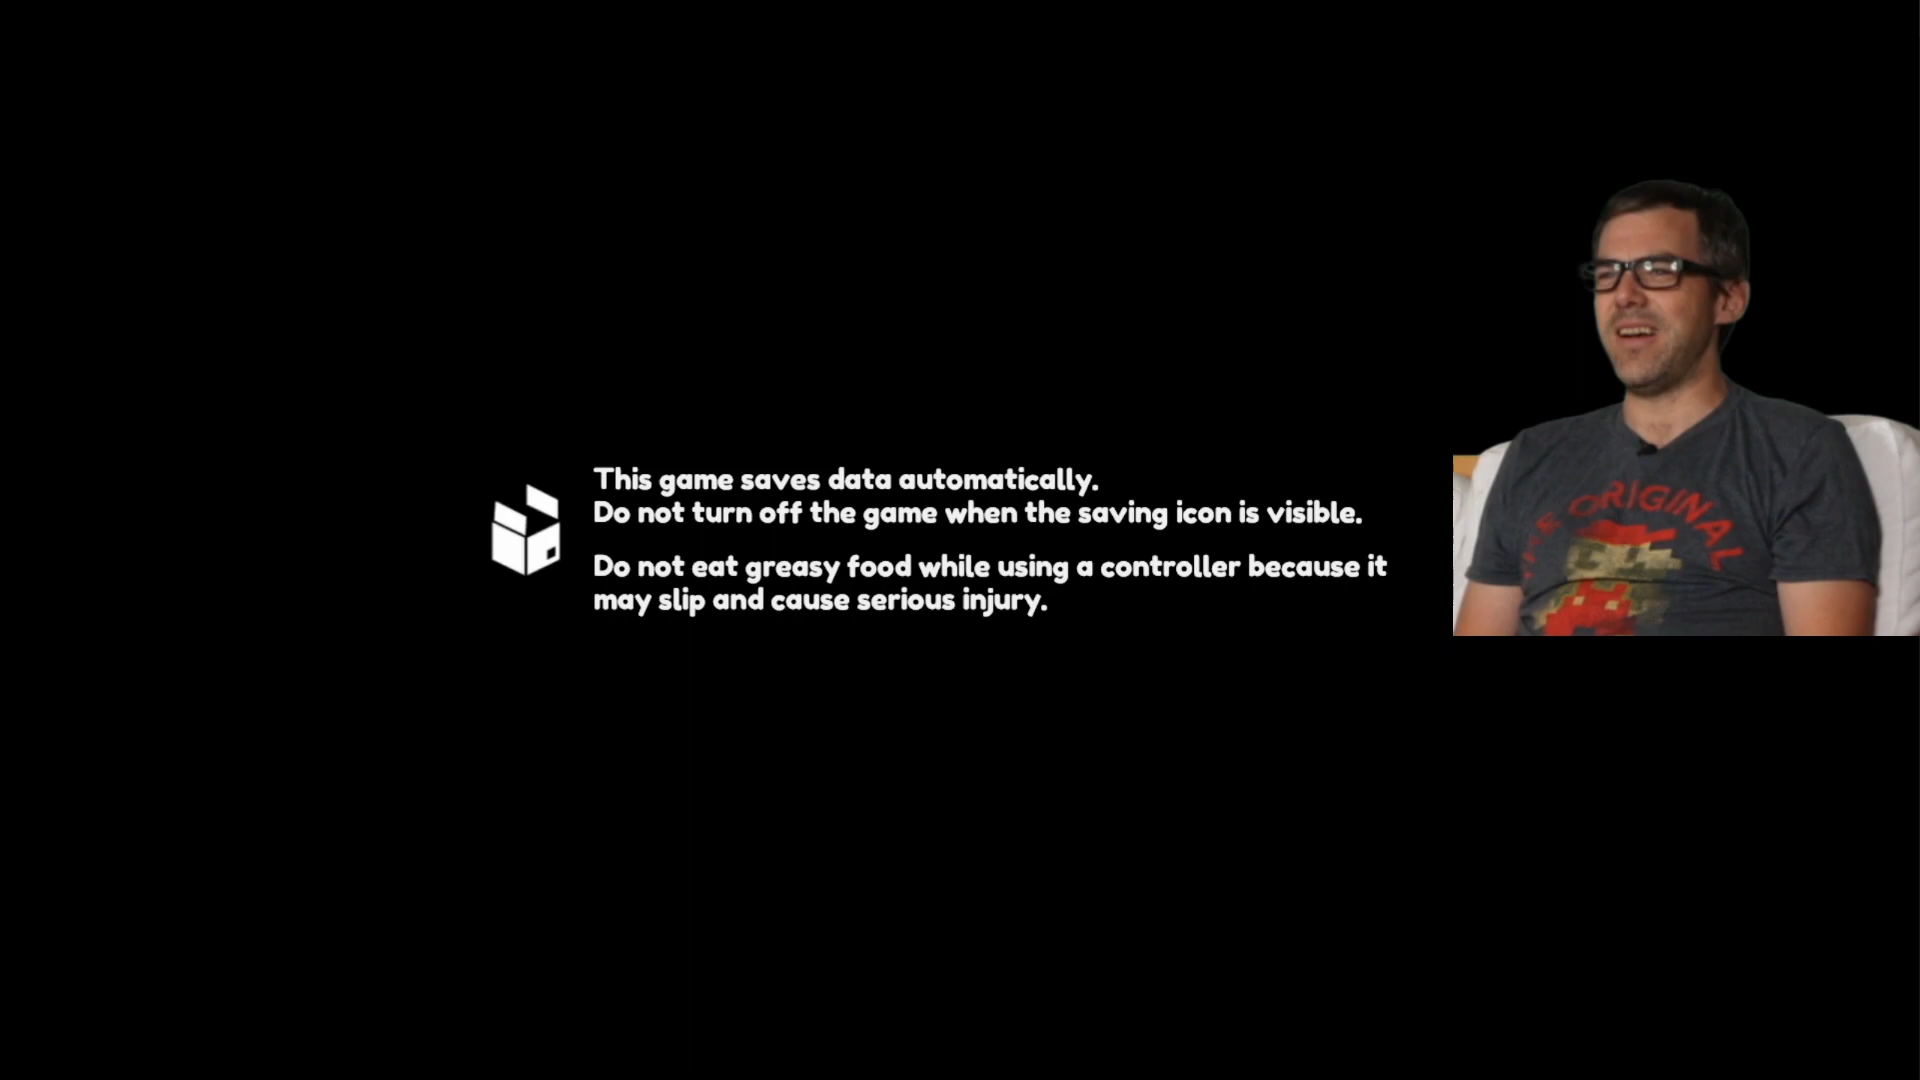 This game saves data automatically.
Do not turn off the game when the saving icon is visible.
Do not eat greasy food while using a controller because it
may slip and cause serious injury.
THE ORIGINAL